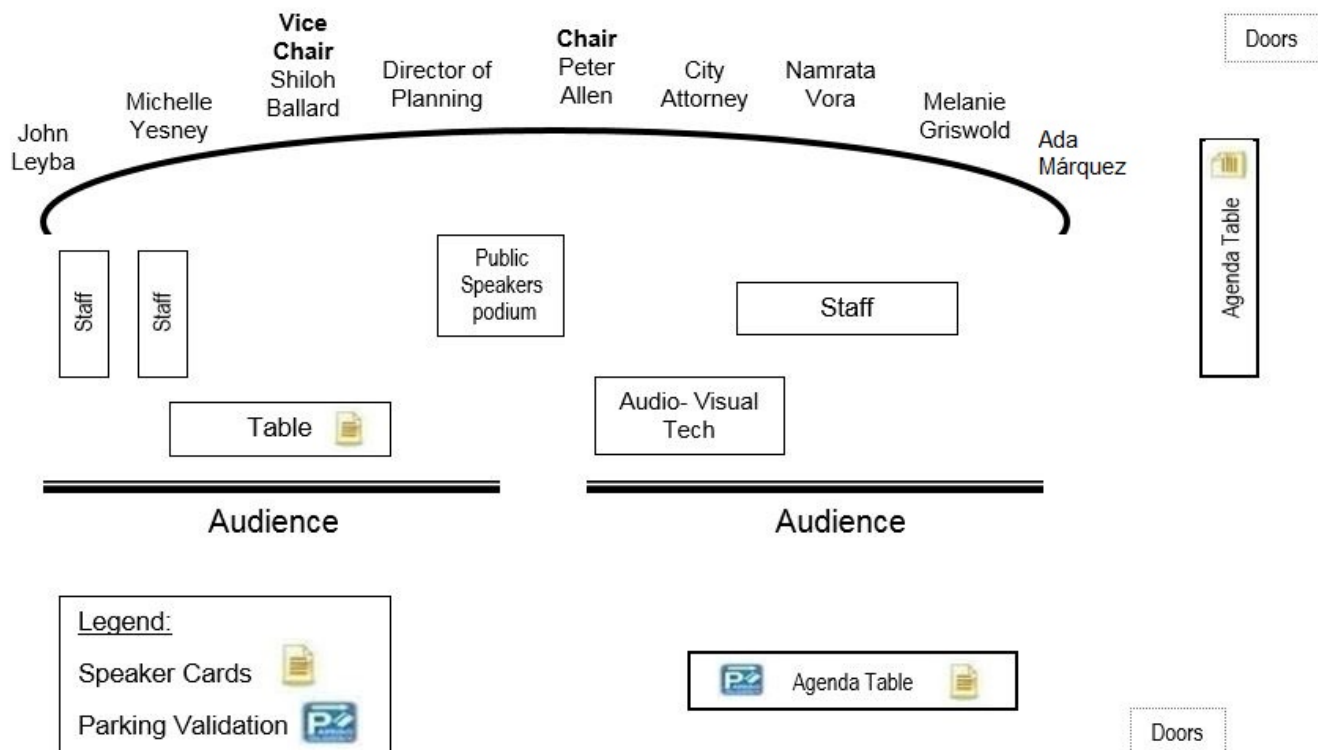 Vice
Chair
Shiloh
Ballard
Chair
Peter
Allen
Doors
Director of
Planning
City
Attorney
Namrata
Vora
Michelle
Yesney
Melanie
Griswold
John
Leyba
Ada
Márquez
Agenda Table
Staff
Staff
Public
Speakers
podium
Staff
Audio- Visual
Tech
Table
Audience
Audience
Legend:
Speaker Cards
Parking Validation
P
P
Agenda Table
Doors